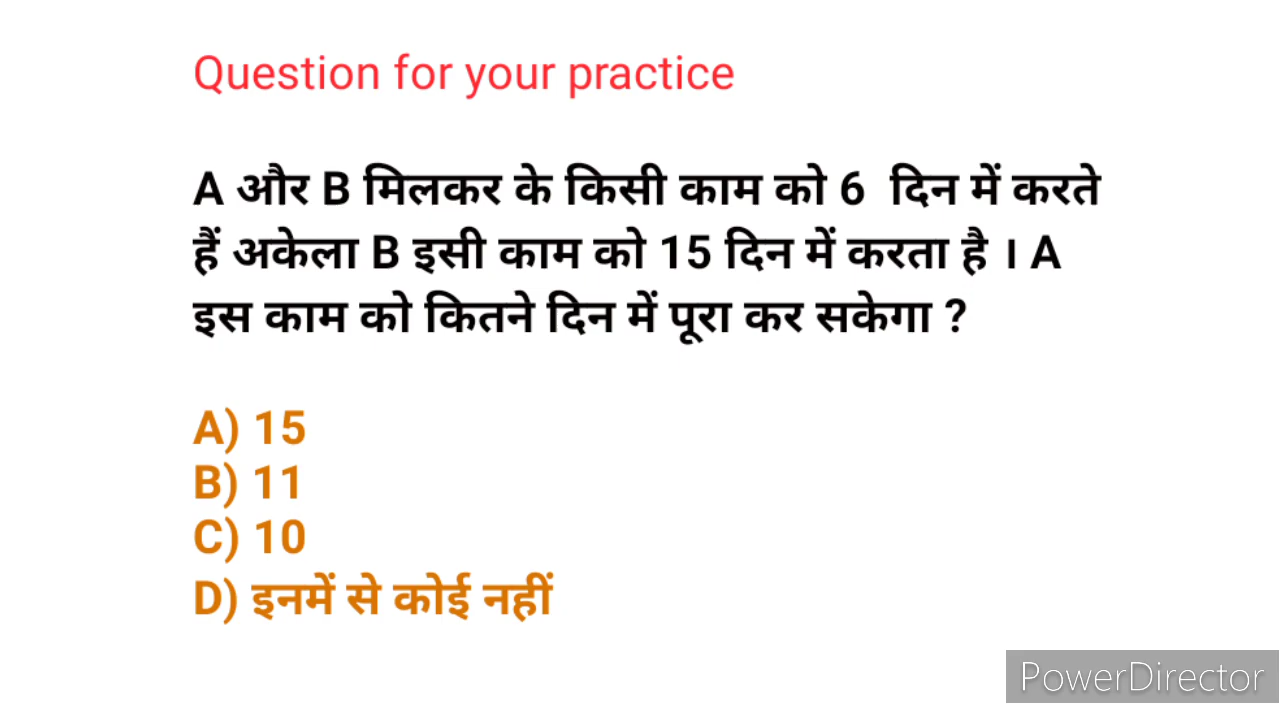 Question for your practice
A और B मिलकर के किसी काम को 6 दिन में करते
हैं अकेला B इसी काम को 15 दिन में करता है । A
इस काम को कितने दिन में पूरा कर सकेगा ?
A) 15
B) 11
C) 10
D) इनमें से कोई नहीं
PowerDirector